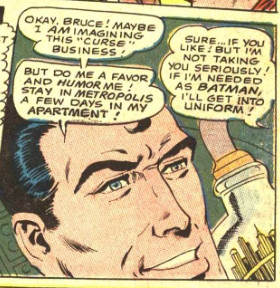 OKAY, BRUCE! MAYBE
I AM IMAGINING
THIS "CURSE"
BUSINESS!
BUT DO ME A FAVOR
AND HUMOR ME!
STAY IN METROPOLIS
A FEW DAYS IN MY
APARTMENT!
SURE... IF YOU
LIKE! BUT I'M
NOT TAKING
YOU SERIOUSLY!
IF I'M NEEDED
AS BATMAN,
I'LL GET INTO
UNIFORM!